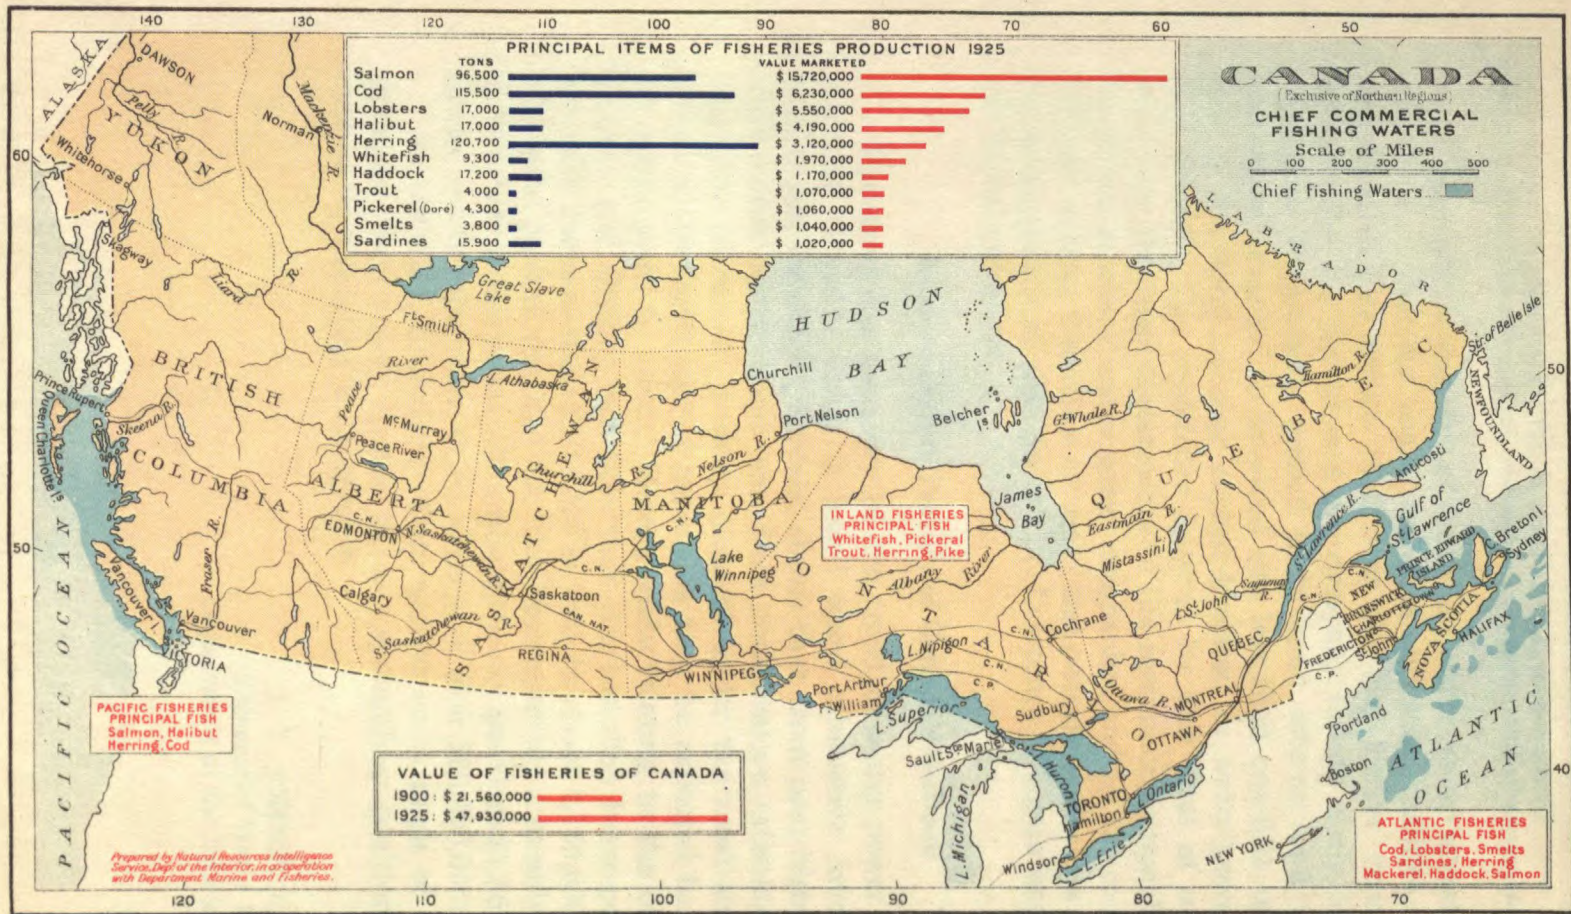 140 130 120 110 100 90 80 70 60 50
PRINCIPAL ITEMS OF FISHERIES PRODUCTION 1925
TONS VALUE MARKETED
Salmon 96,500 $ 15,720,000
Cod 115,500 $ 6,230,000
Lobsters 17,000 $ 5,550,000
Halibut 17,000 $ 4,190,000
Herring 120,700 $ 3,120,000
Whitefish 9,300 $ 1,970,000
Haddock 17,200 $ 1,170,000
Trout 4,000 $ 1,070,000
Pickerel (Doré) 4,300 $ 1,060,000
Smelts 3,800 $ 1,040,000
Sardines 15,900 $ 1,020,000
CANADA
(Exclusive of Northern Regions)
CHIEF COMMERCIAL
FISHING WATERS
Scale of Miles
0 100 200 300 400 500
Chief Fishing Waters
ALASKA
DAWSON
Pelly R.
YUKON
Whitehorse
Norman
Mackenzie R.
60
Skagway
Liard R.
Great Slave
Lake
Ft. Smith
HUDSON
BAY
LABRADOR
Str of Belle Isle
NEWFOUNDLAND
Hamilton R.
50
BRITISH
COLUMBIA
Peace River
L. Athabaska
Churchill
Port Nelson
Belcher
Is.
Gt. Whale R.
Prince Rupert
Skeena R.
Queen Charlotte Is
McMurray
Peace River
ALBERTA
SASKATCHEWAN
Churchill R.
Nelson R.
MANITOBA
QUEBEC
Anticosti
James
Bay
Eastmain R.
L.
Mistassini
INLAND FISHERIES
PRINCIPAL FISH
Whitefish, Pickeral
Trout, Herring, Pike
St. Lawrence R.
Gulf of
St. Lawrence
PRINCE EDWARD
ISLAND
C. Breton I.
Sydney
50
Fraser R.
C.N.
EDMONTON
N. Saskatchewan R.
C.N.
C.N.
Lake
Winnipeg
ONTARIO
Albany River
Saguenay
R.
L. St. John
C.N.
C.N.
NEW
BRUNSWICK
CHARLOTTETOWN
FREDERICTON
St. John
NOVA SCOTIA
HALIFAX
C.P.
Vancouver I.
Vancouver
VICTORIA
Calgary
S. Saskatchewan R.
Saskatoon
CAN. NAT.
REGINA
WINNIPEG
C.N.
Cochrane
L. Nipigon
C.N.
C.P.
Port Arthur
Ft. William
L. Superior
Sudbury
Ottawa R.
MONTREAL
OTTAWA
QUEBEC
Sault Ste Marie
L. Huron
TORONTO
Hamilton
L. Ontario
L. Michigan
Windsor
L. Erie
Portland
Boston
NEW YORK
ATLANTIC
OCEAN
40
PACIFIC OCEAN
PACIFIC FISHERIES
PRINCIPAL FISH
Salmon, Halibut
Herring, Cod
VALUE OF FISHERIES OF CANADA
1900: $ 21,560,000
1925: $ 47,930,000
ATLANTIC FISHERIES
PRINCIPAL FISH
Cod, Lobsters, Smelts
Sardines, Herring
Mackerel, Haddock, Salmon
Prepared by Natural Resources Intelligence
Service, Dept of the Interior, in co-operation
with Department Marine and Fisheries.
120 110 100 90 80 70